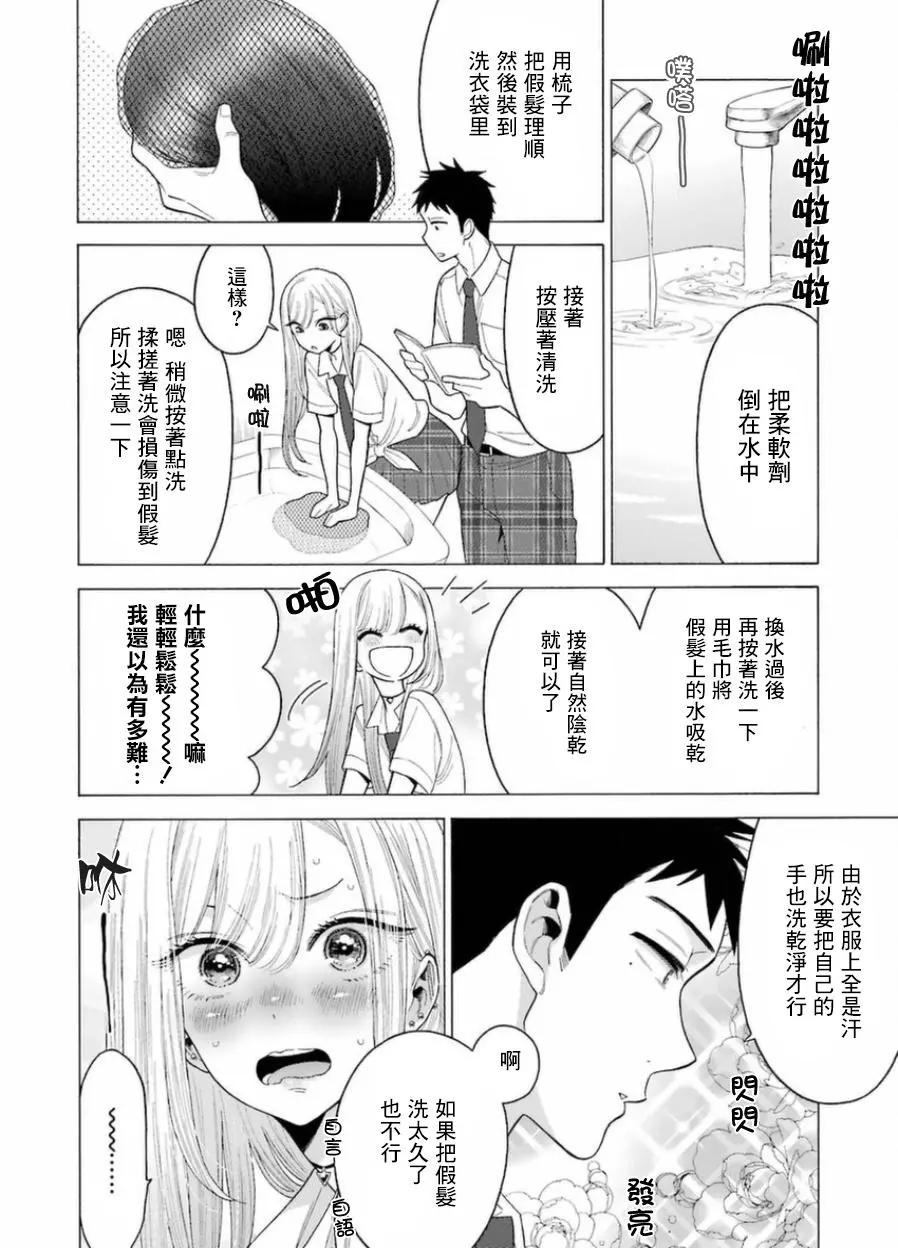 唰啦啦啦啦啦啦
噗嗒
把柔軟劑
倒在水中
用梳子
把假髮理順
然後裝到
洗衣袋里
接著
按壓著清洗
這樣？
唰啦
嗯 稍微按著點洗
揉搓著洗會損傷到假髮
所以注意一下
換水過後
再按著洗一下
用毛巾將
假髮上的水吸乾
接著自然陰乾
就可以了
啪
什麼～～～～～嘛
輕輕鬆鬆～～～～！
我還以為有多難…
由於衣服上全是汗
所以要把自己的
手也洗乾淨才行
閃閃
發亮
啊
如果把假髮
洗太久了
也不行
自言
自語
～～～～……